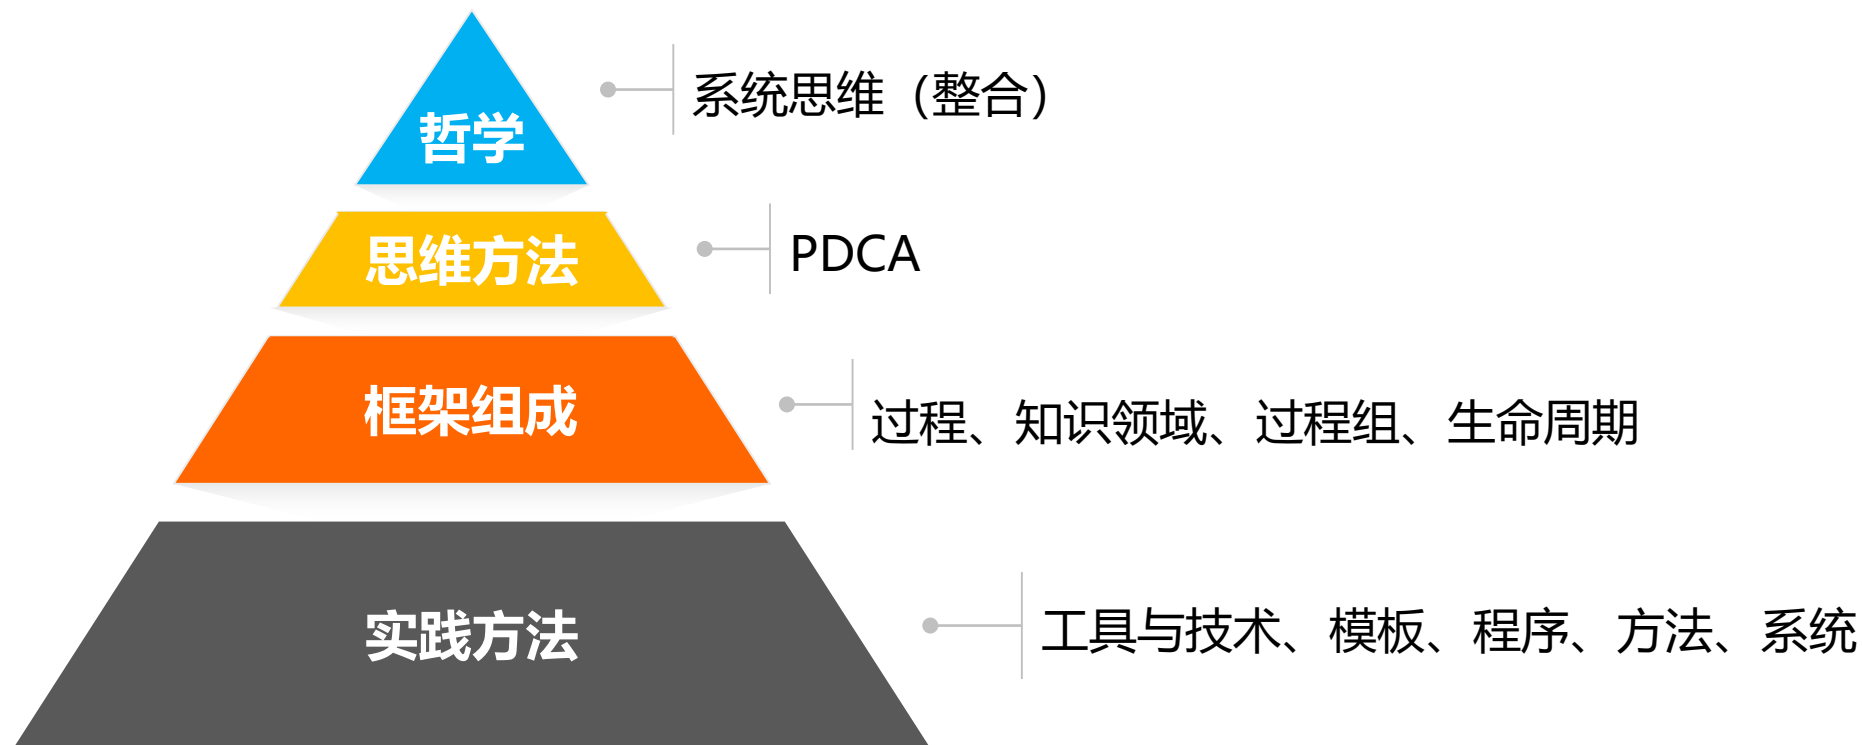 哲学
系统思维（整合）
思维方法
PDCA
框架组成
过程、知识领域、过程组、生命周期
实践方法
工具与技术、模板、程序、方法、系统